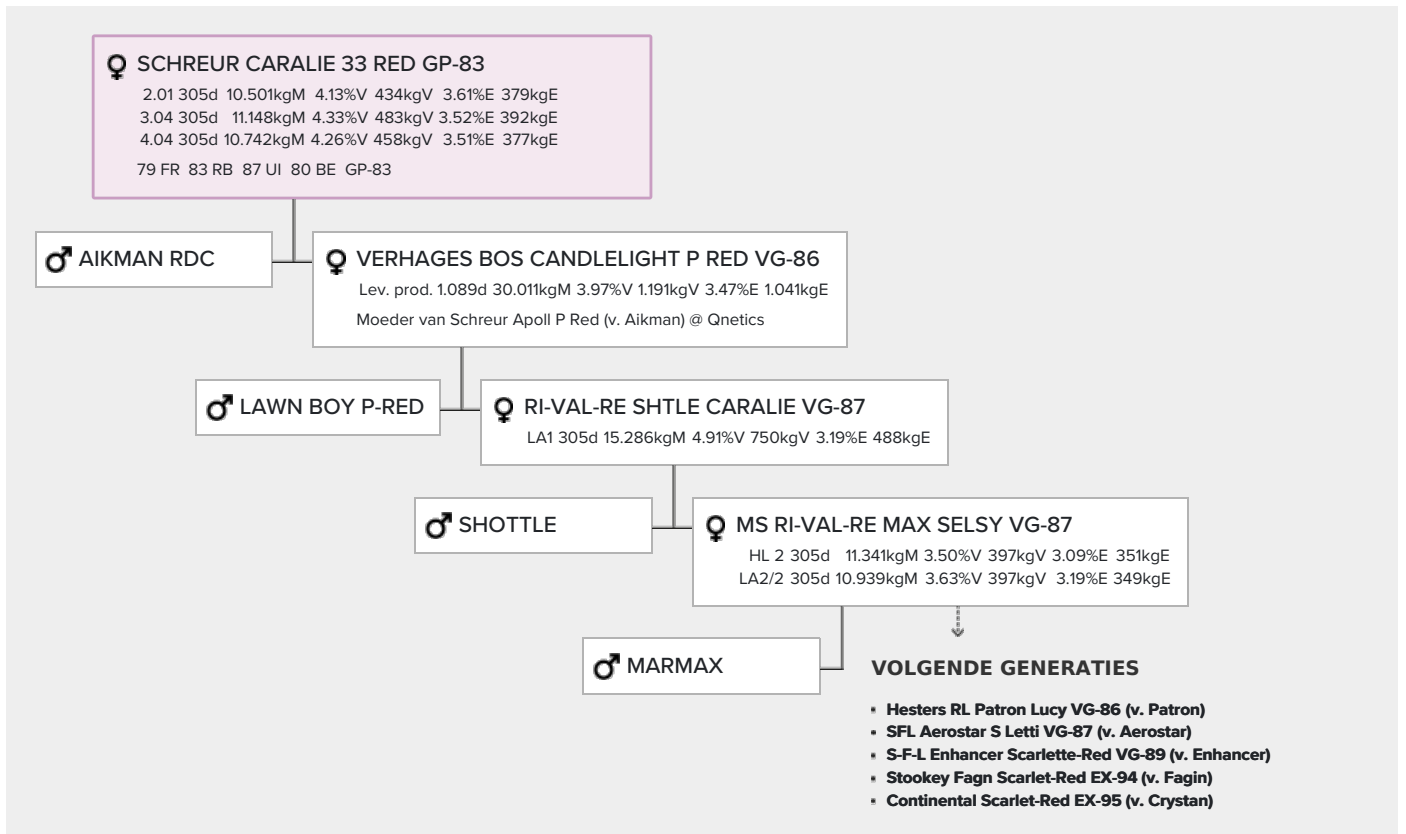 SCHREUR CARALIE 33 RED GP-83
2.01 305d 10.501kgM 4.13%V 434kgV 3.61%E 379kgE
3.04 305d 11.148kgM 4.33%V 483kgV 3.52%E 392kgE
4.04 305d 10.742kgM 4.26%V 458kgV 3.51%E 377kgE
79 FR 83 RB 87 UI 80 BE GP-83
AIKMAN RDC
VERHAGES BOS CANDLELIGHT P RED VG-86
Lev. prod. 1.089d 30.011kgM 3.97%V 1.191kgV 3.47%E 1.041kgE
Moeder van Schreur Apoll P Red (v. Aikman) @ Qnetics
LAWN BOY P-RED
RI-VAL-RE SHTLE CARALIE VG-87
LA1 305d 15.286kgM 4.91%V 750kgV 3.19%E 488kgE
SHOTTLE
MS RI-VAL-RE MAX SELSY VG-87
HL 2 305d 11.341kgM 3.50%V 397kgV 3.09%E 351kgE
LA2/2 305d 10.939kgM 3.63%V 397kgV 3.19%E 349kgE
MARMAX
VOLGENDE GENERATIES
Hesters RL Patron Lucy VG-86 (v. Patron)
SFL Aerostar S Letti VG-87 (v. Aerostar)
S-F-L Enhancer Scarlette-Red VG-89 (v. Enhancer)
Stookey Fagn Scarlet-Red EX-94 (v. Fagin)
Continental Scarlet-Red EX-95 (v. Crystan)